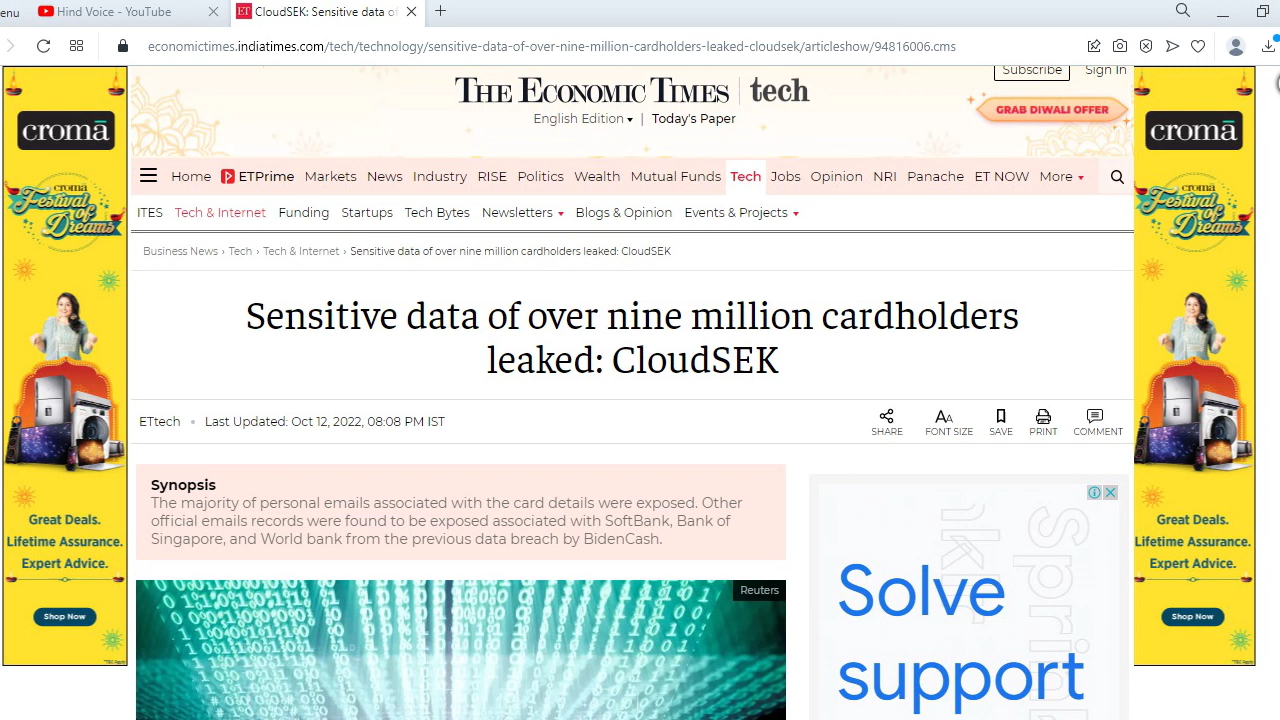 enu
Hind Voice - YouTube
CloudSEK: Sensitive data of
economictimes.indiatimes.com/tech/technology/sensitive-data-of-over-nine-million-cardholders-leaked-cloudsek/articleshow/94816006.cms
THE ECONOMIC TIMES | tech
Subscribe Sign In
English Edition | Today's Paper
GRAB DIWALI OFFER
Home ETPrime Markets News Industry RISE Politics Wealth Mutual Funds Tech Jobs Opinion NRI Panache ET NOW More
ITES Tech & Internet Funding Startups Tech Bytes Newsletters Blogs & Opinion Events & Projects
Business News › Tech › Tech & Internet › Sensitive data of over nine million cardholders leaked: CloudSEK
Sensitive data of over nine million cardholders
leaked: CloudSEK
ETtech • Last Updated: Oct 12, 2022, 08:08 PM IST
SHARE FONT SIZE SAVE PRINT COMMENT
Synopsis
The majority of personal emails associated with the card details were exposed. Other
official emails records were found to be exposed associated with SoftBank, Bank of
Singapore, and World bank from the previous data breach by BidenCash.
Reuters
Solve
support
cromā
cromā
Festival
of
Dreams
Great Deals.
Lifetime Assurance.
Expert Advice.
Shop Now
cromā
cromā
Festival
of
Dreams
Great Deals.
Lifetime Assurance.
Expert Advice.
Shop Now